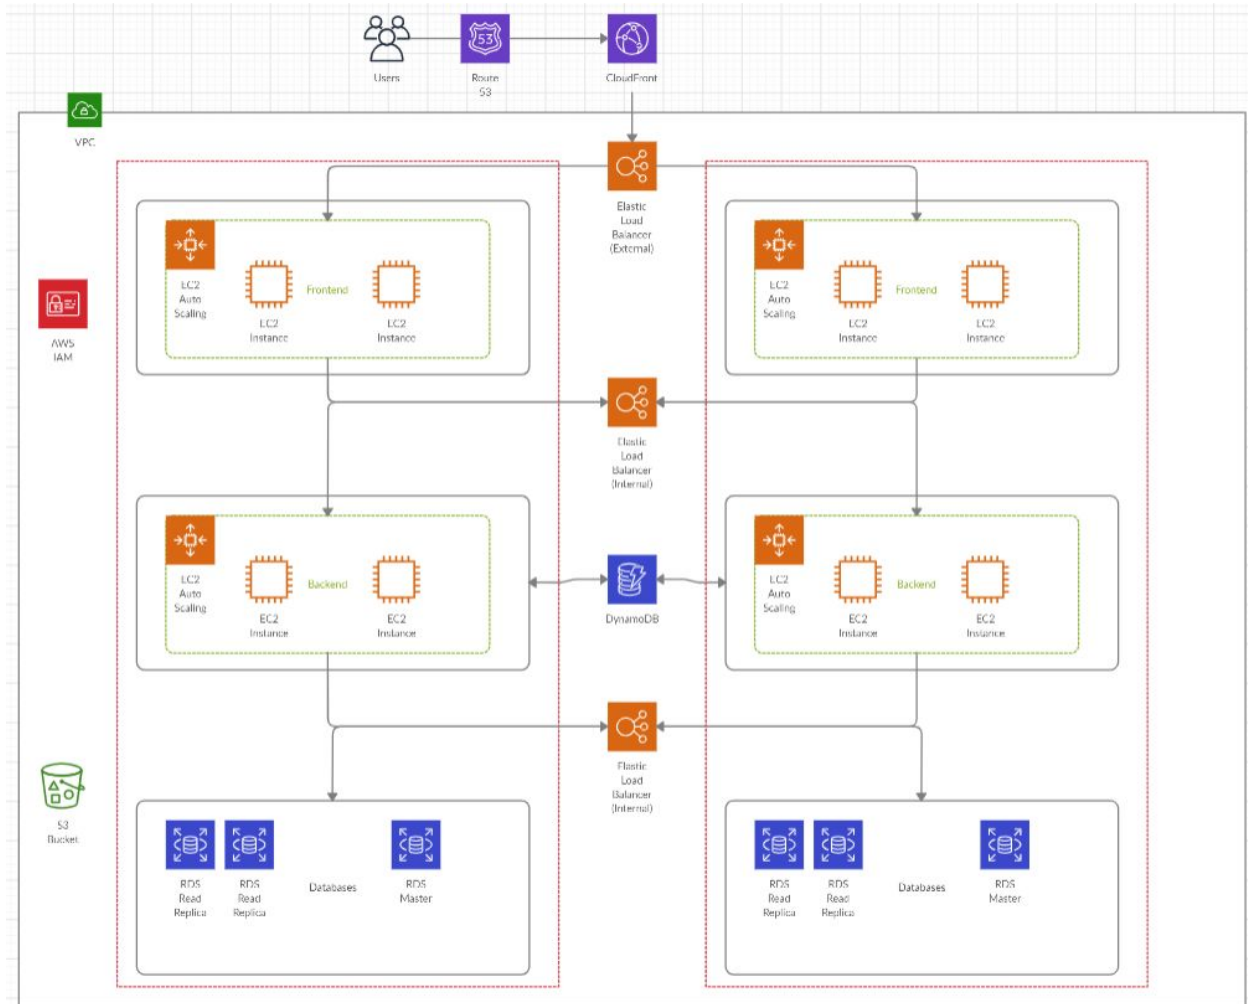 53
Users
Route
53
CloudFront
VPC
Elastic
Load
Balancer
(External)
EC2
Auto
Scaling
Frontend
EC2
Instance
EC2
Instance
EC2
Auto
Scaling
Frontend
EC2
Instance
EC2
Instance
AWS
IAM
Elastic
Load
Balancer
(Internal)
EC2
Auto
Scaling
Backend
EC2
Instance
EC2
Instance
DynamoDB
EC2
Auto
Scaling
Backend
EC2
Instance
EC2
Instance
Elastic
Load
Balancer
(Internal)
S3
Bucket
RDS
Read
Replica
RDS
Read
Replica
Databases
RDS
Master
RDS
Read
Replica
RDS
Read
Replica
Databases
RDS
Master